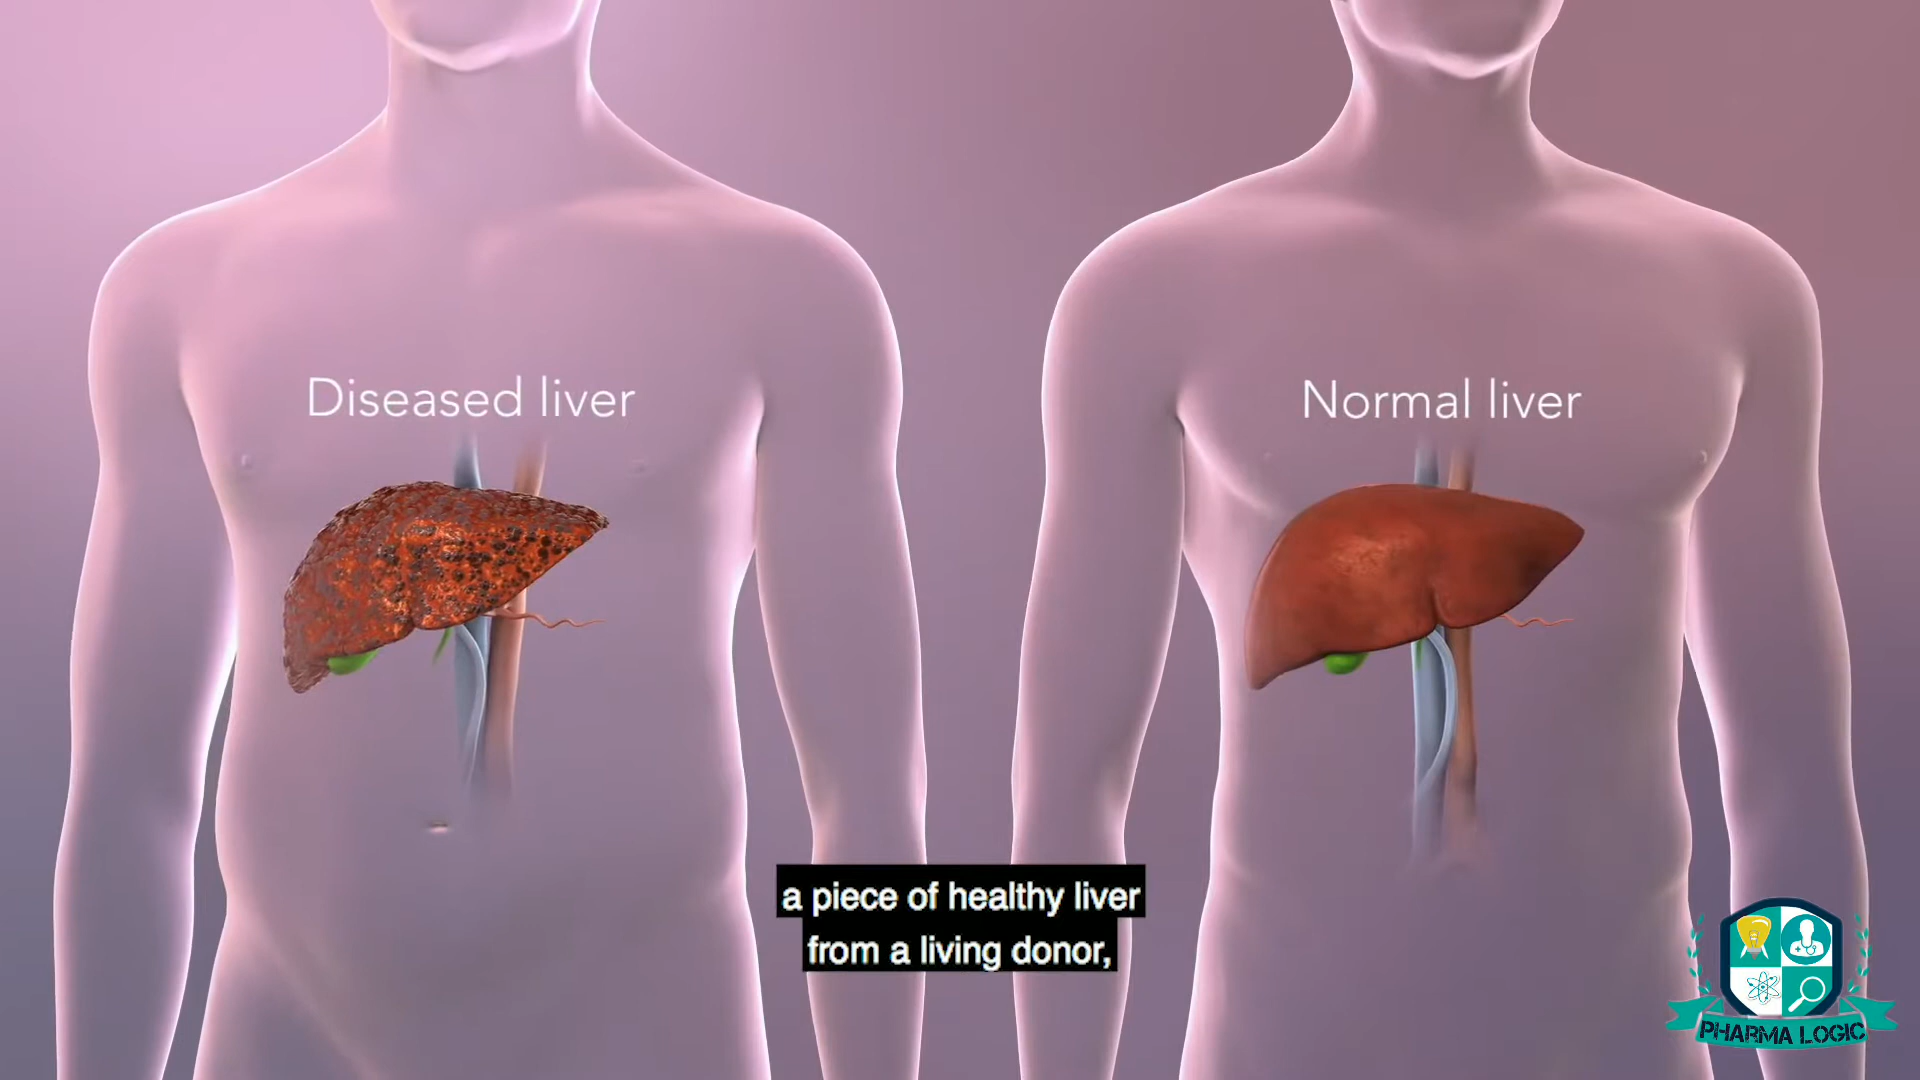 Diseased liver
Normal liver
a piece of healthy liver
from a living donor,
PHARMA LOGIC